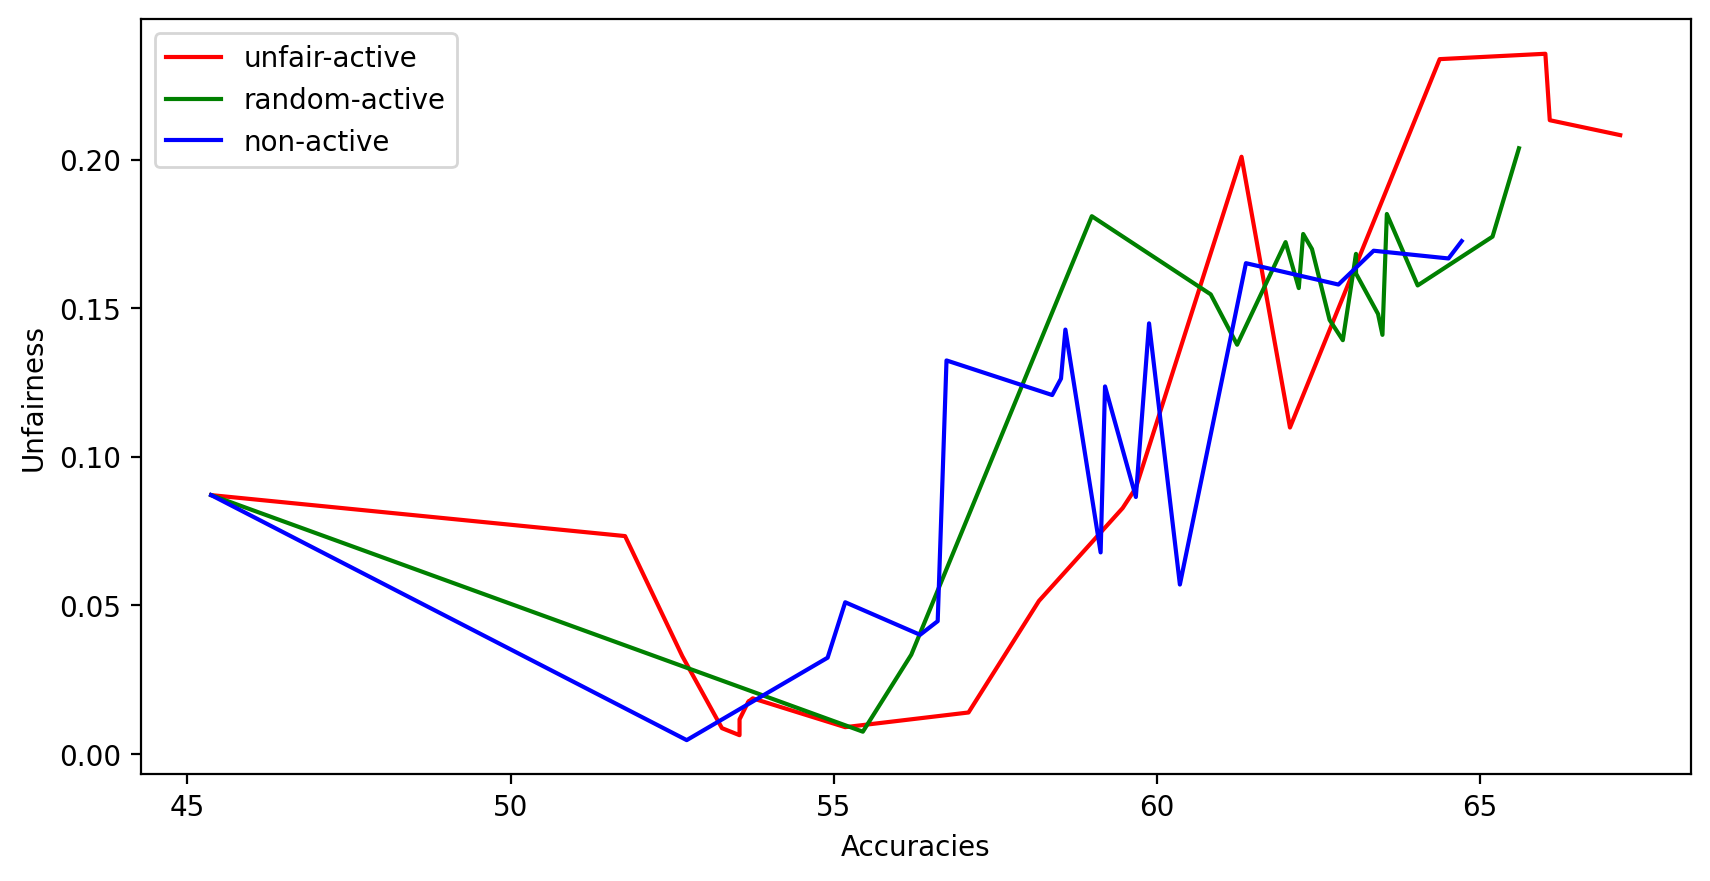 unfair-active
random-active
non-active
0.20
0.15
0.10
0.05
0.00
Unfairness
45 50 55 60 65
Accuracies